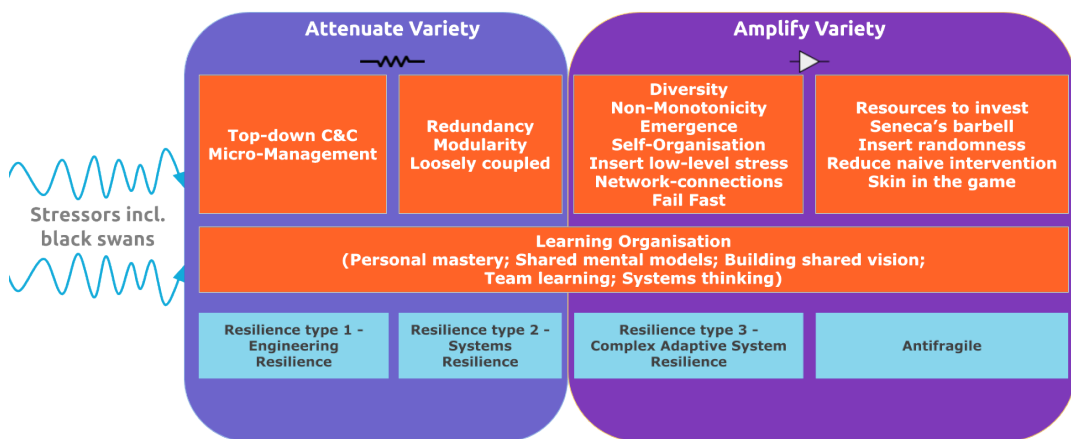 Attenuate Variety
Amplify Variety
Top-down C&C
Micro-Management
Redundancy
Modularity
Loosely coupled
Diversity
Non-Monotonicity
Emergence
Self-Organisation
Insert low-level stress
Network-connections
Fail Fast
Resources to invest
Seneca's barbell
Insert randomness
Reduce naive intervention
Skin in the game
Stressors incl.
black swans
Learning Organisation
(Personal mastery; Shared mental models; Building shared vision;
Team learning; Systems thinking)
Resilience type 1 -
Engineering
Resilience
Resilience type 2 -
Systems
Resilience
Resilience type 3 -
Complex Adaptive System
Resilience
Antifragile